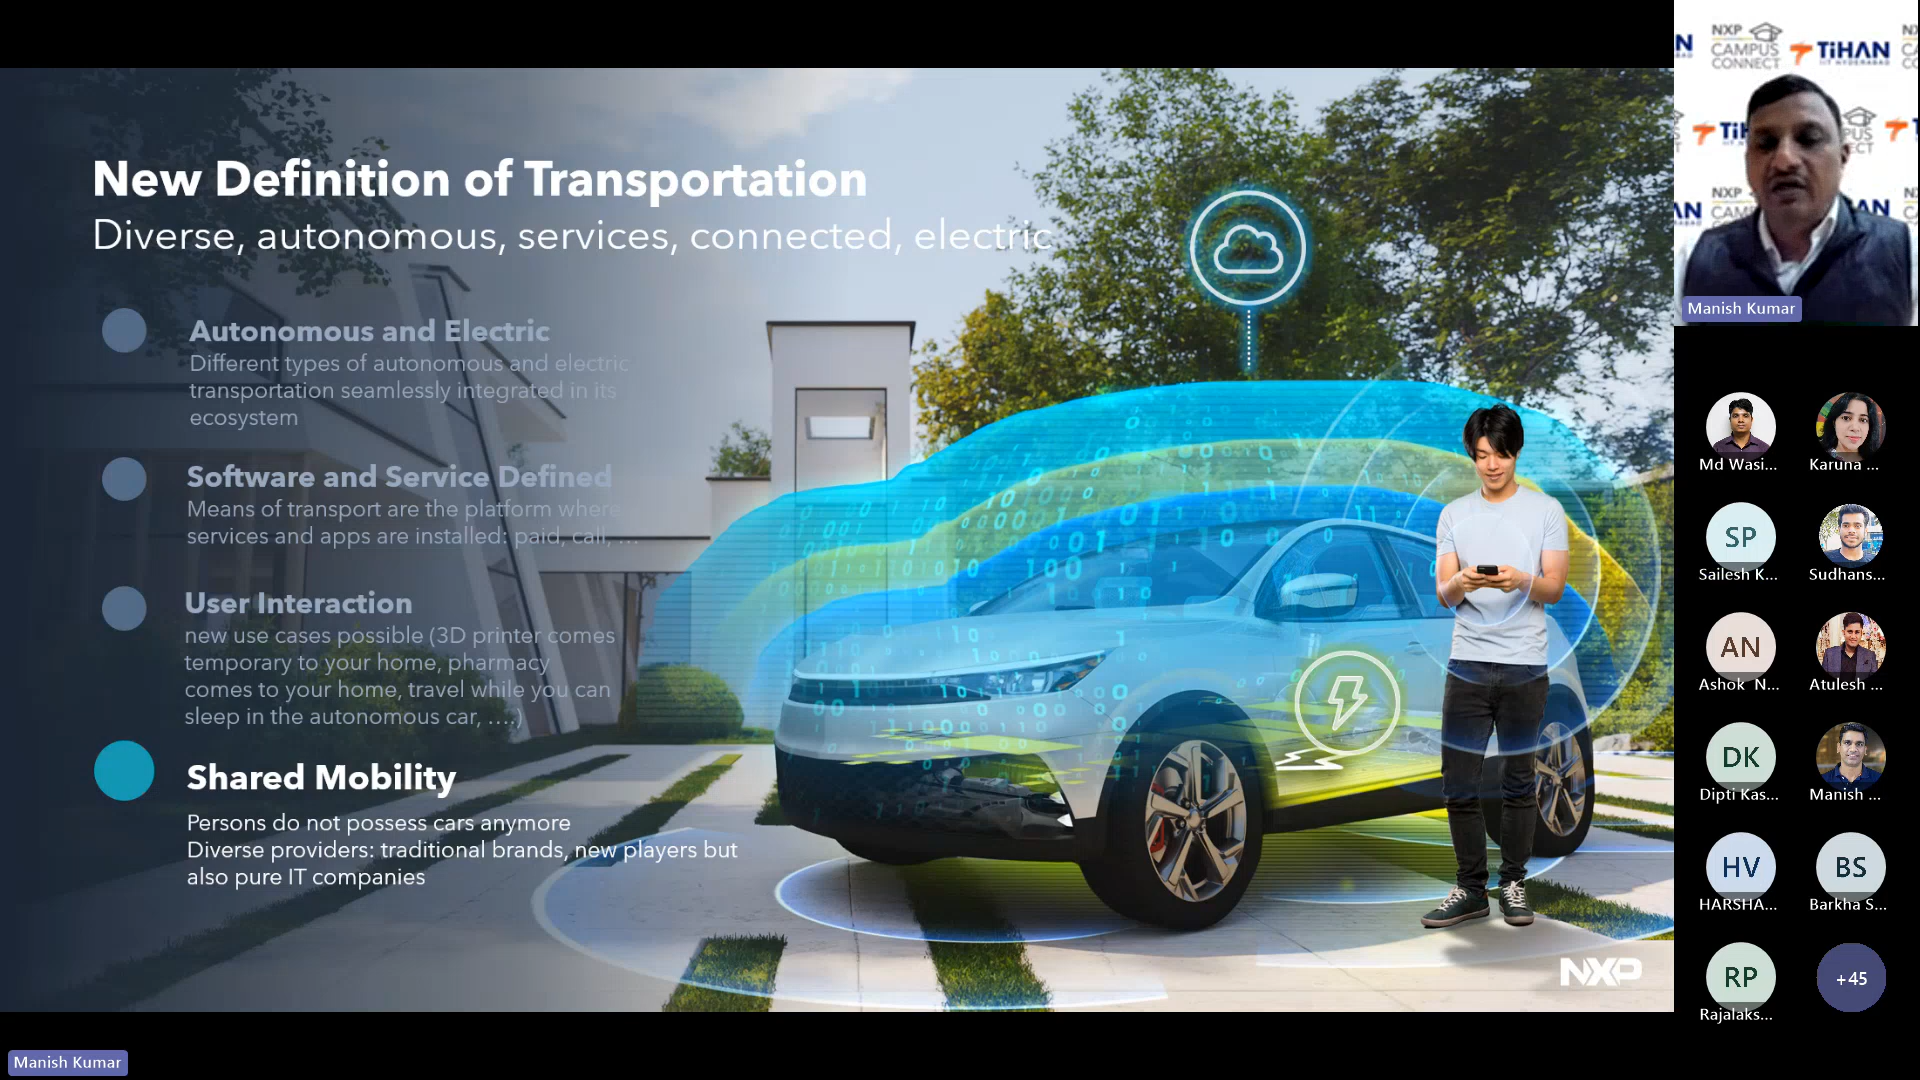 New Definition of Transportation
Diverse, autonomous, services, connected, electric
Autonomous and Electric
Different types of autonomous and electric
transportation seamlessly integrated in its
ecosystem
Software and Service Defined
Means of transport are the platform where
services and apps are installed: paid, call, ...
User Interaction
new use cases possible (3D printer comes
temporary to your home, pharmacy
comes to your home, travel while you can
sleep in the autonomous car, ....)
Shared Mobility
Persons do not possess cars anymore
Diverse providers: traditional brands, new players but
also pure IT companies
NXP
Manish Kumar
NXP
CAMPUS
CONNECT
TiHAN
IIT HYDERABAD
Manish Kumar
Md Wasi...
Karuna ...
SP
Sailesh K...
Sudhans...
AN
Ashok N...
Atulesh ...
DK
Dipti Kas...
Manish ...
HV
HARSHA...
BS
Barkha S...
RP
Rajalaks...
+45